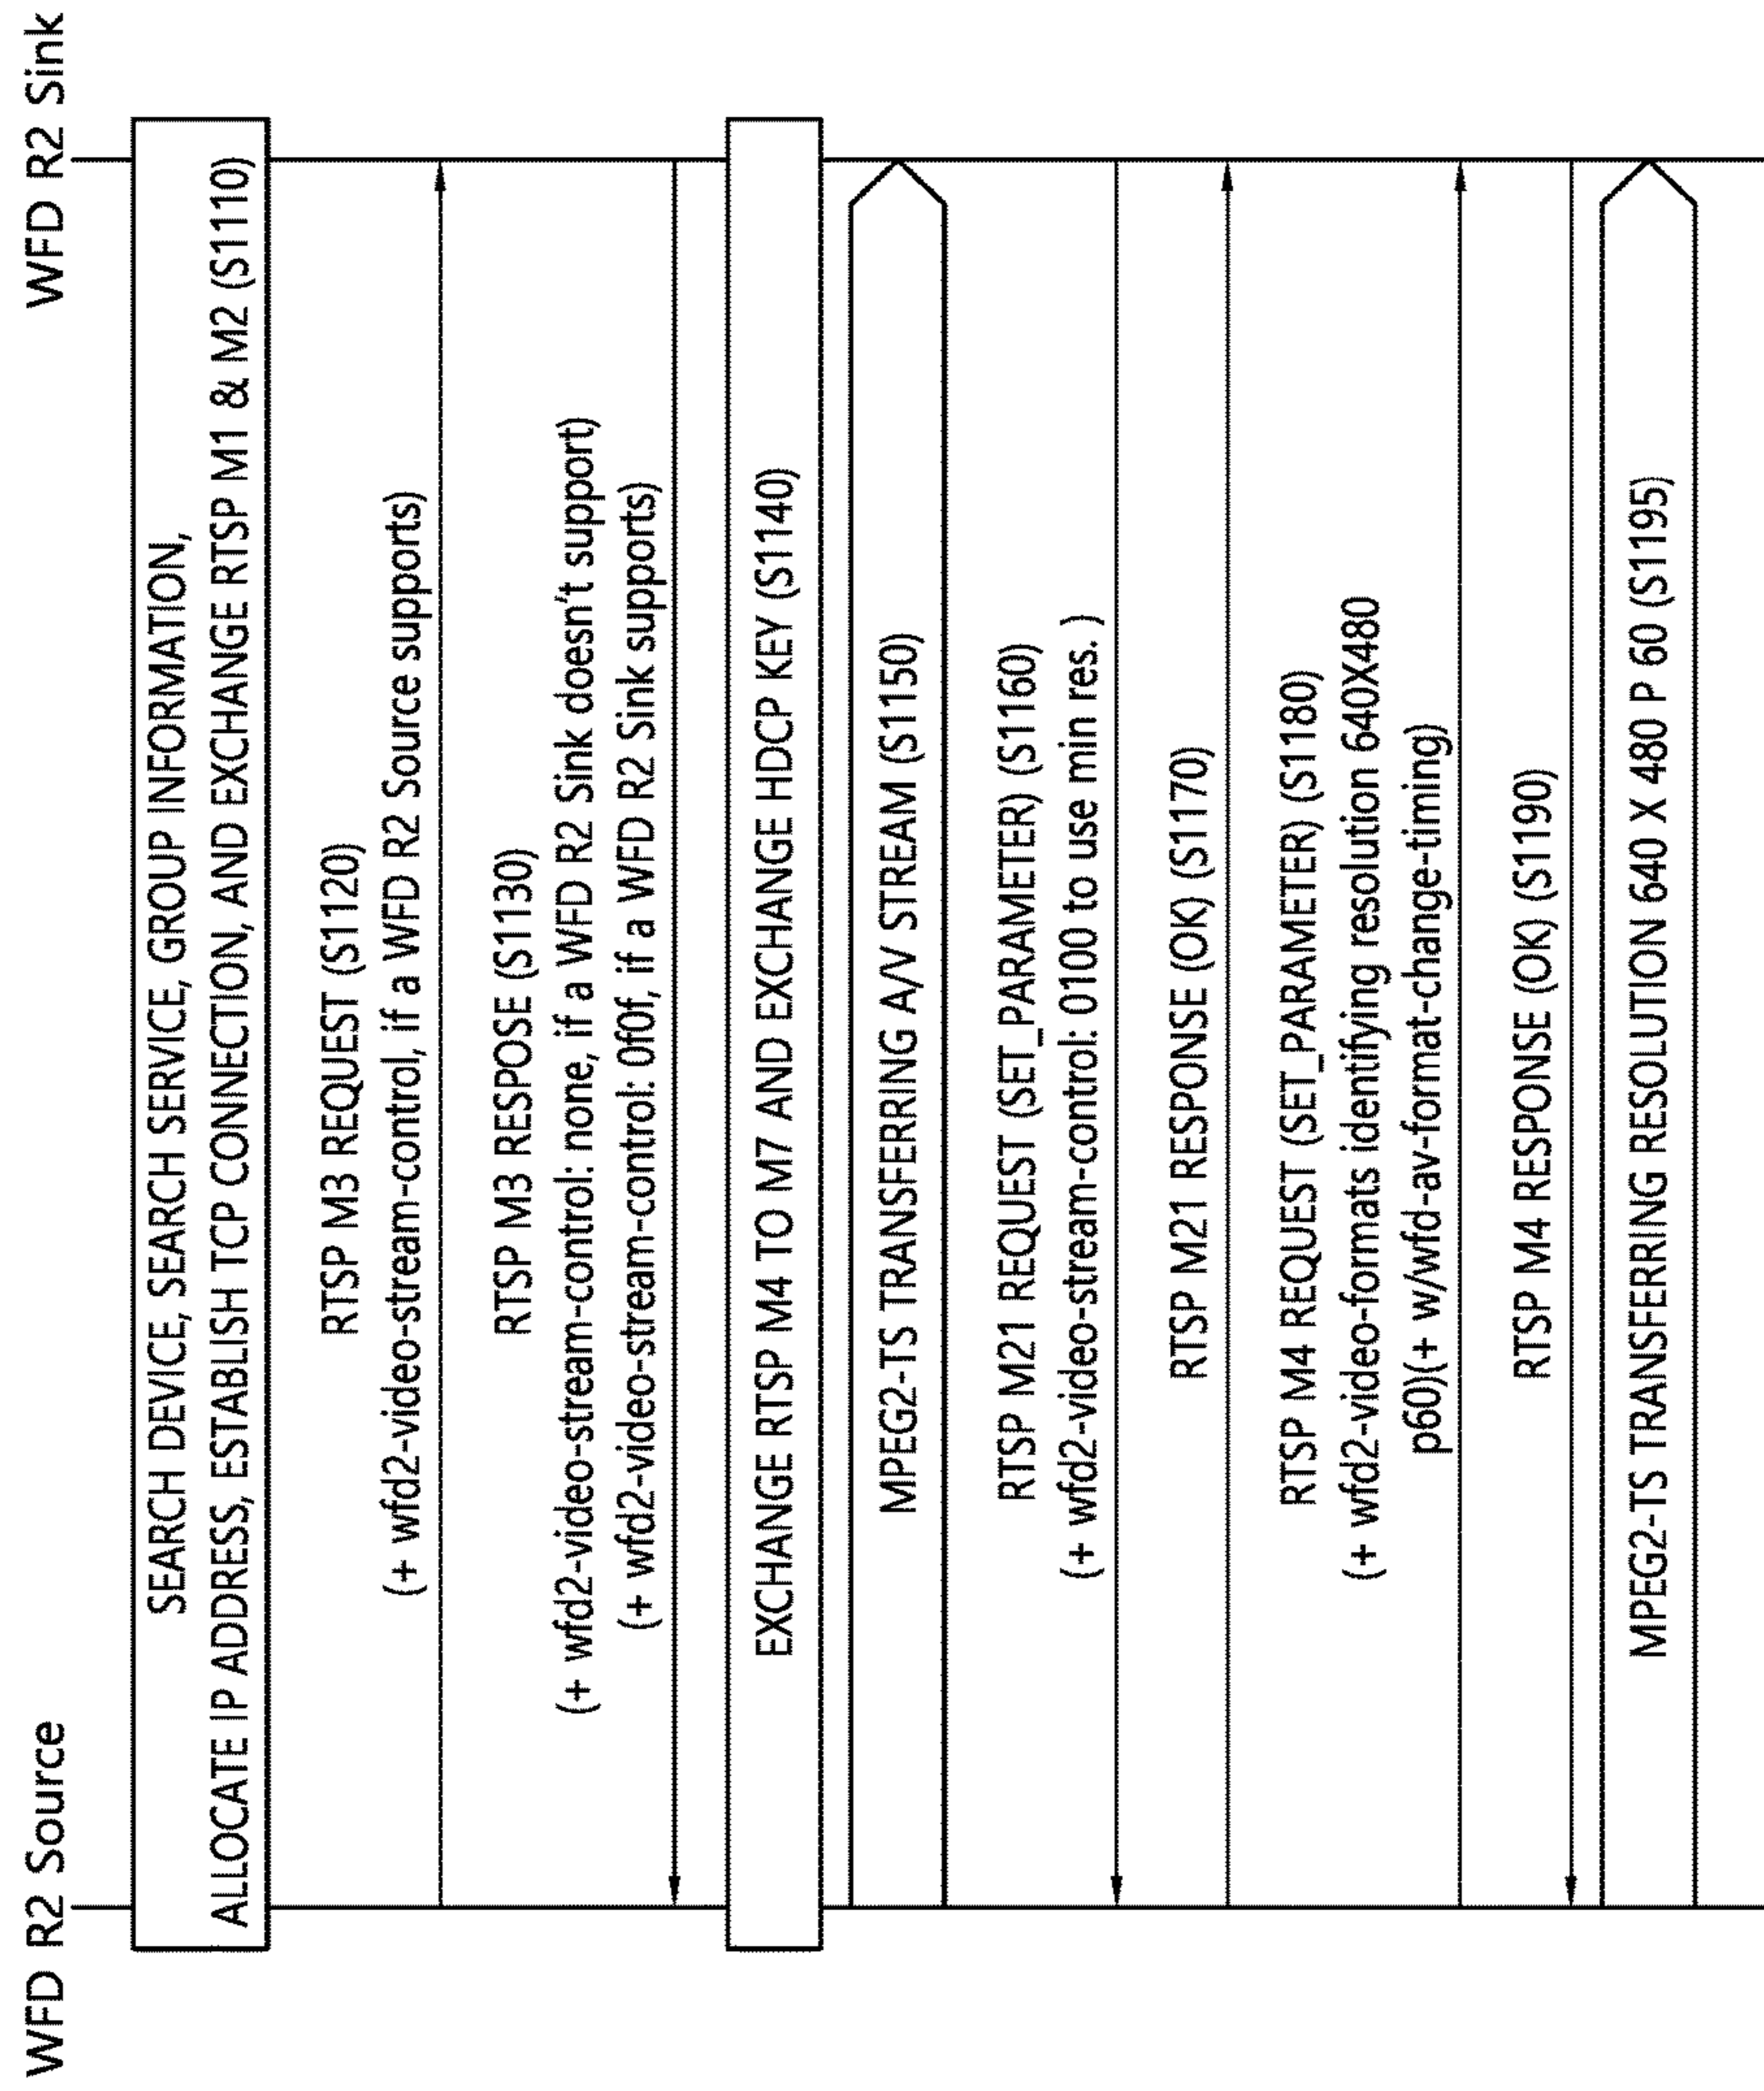 WFD R2 Source
WFD R2 Sink
SEARCH DEVICE, SEARCH SERVICE, GROUP INFORMATION,
ALLOCATE IP ADDRESS, ESTABLISH TCP CONNECTION, AND EXCHANGE RTSP M1 & M2 (S1110)
RTSP M3 REQUEST (S1120)
(+ wfd2-video-stream-control, if a WFD R2 Source supports)
RTSP M3 RESPOSE (S1130)
(+ wfd2-video-stream-control: none, if a WFD R2 Sink doesn't support)
(+ wfd2-video-stream-control: 0f0f, if a WFD R2 Sink supports)
EXCHANGE RTSP M4 TO M7 AND EXCHANGE HDCP KEY (S1140)
MPEG2-TS TRANSFERRING A/V STREAM (S1150)
RTSP M21 REQUEST (SET_PARAMETER) (S1160)
(+ wfd2-video-stream-control: 0100 to use min res. )
RTSP M21 RESPONSE (OK) (S1170)
RTSP M4 REQUEST (SET_PARAMETER) (S1180)
(+ wfd2-video-formats identifying resolution 640X480
p60)(+ w/wfd-av-format-change-timing)
RTSP M4 RESPONSE (OK) (S1190)
MPEG2-TS TRANSFERRING RESOLUTION 640 X 480 P 60 (S1195)